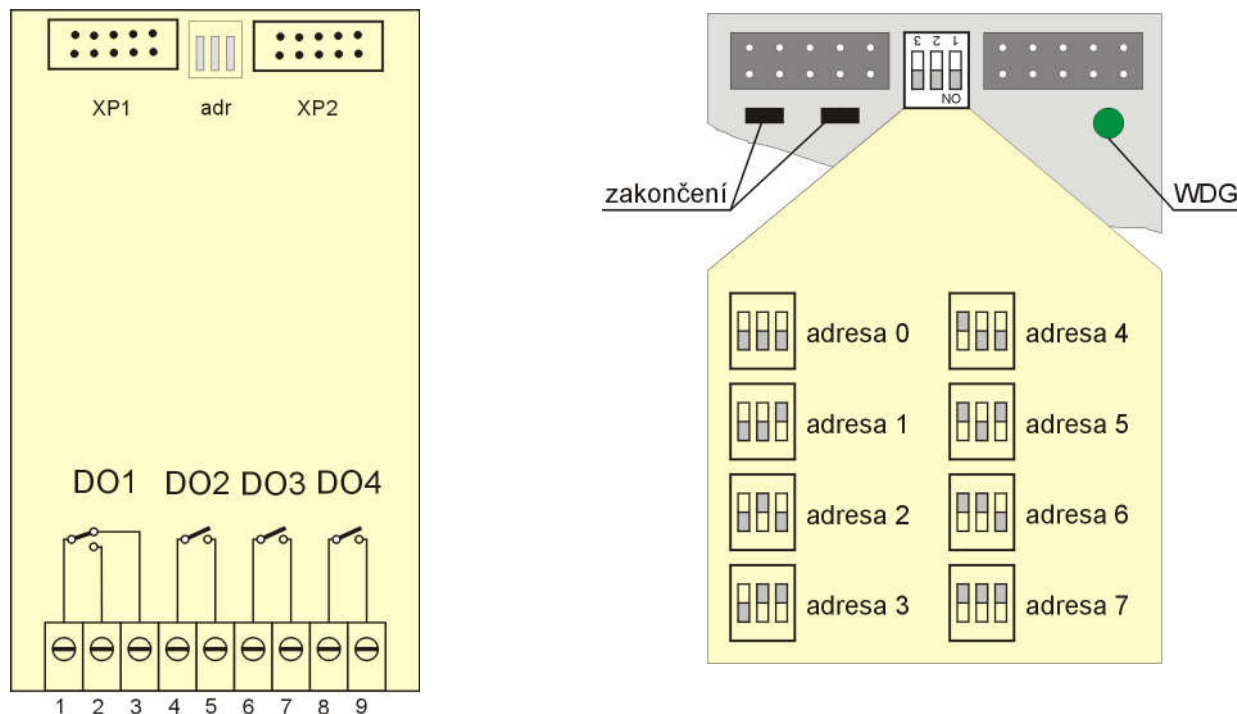 XP1 adr XP2
DO1 DO2 DO3 DO4
1 2 3 4 5 6 7 8 9
3 2 1
NO
zakončení
WDG
adresa 0 adresa 4
adresa 1 adresa 5
adresa 2 adresa 6
adresa 3 adresa 7